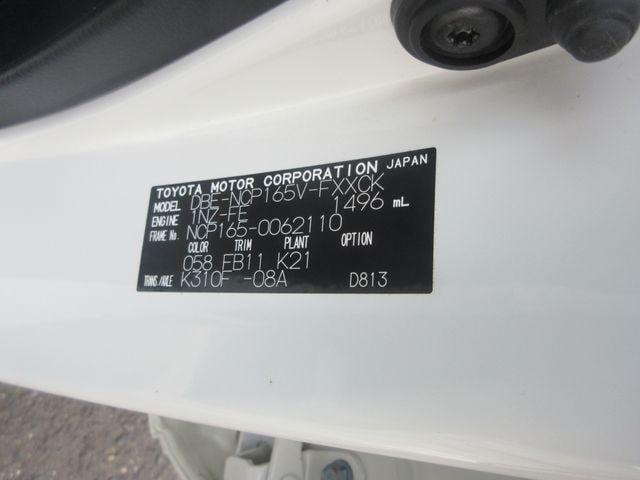 TOYOTA MOTOR CORPORATION JAPAN
MODEL DBE-NCP165V-FXXCK
ENGINE 1NZ-FE 1496 mL
FRAME No. NCP165-0062110
COLOR TRIM PLANT OPTION
058 FB11 K21
TRANS./AXLE K310F -08A D813